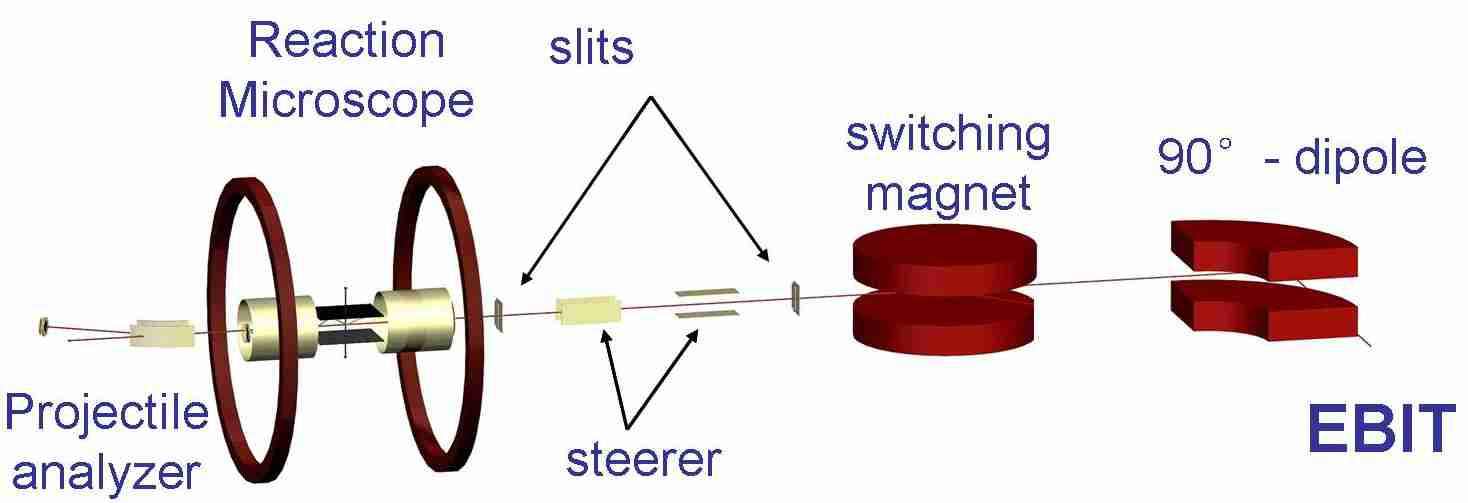 Reaction
Microscope
slits
switching
magnet
90° - dipole
Projectile
analyzer
steerer
EBIT